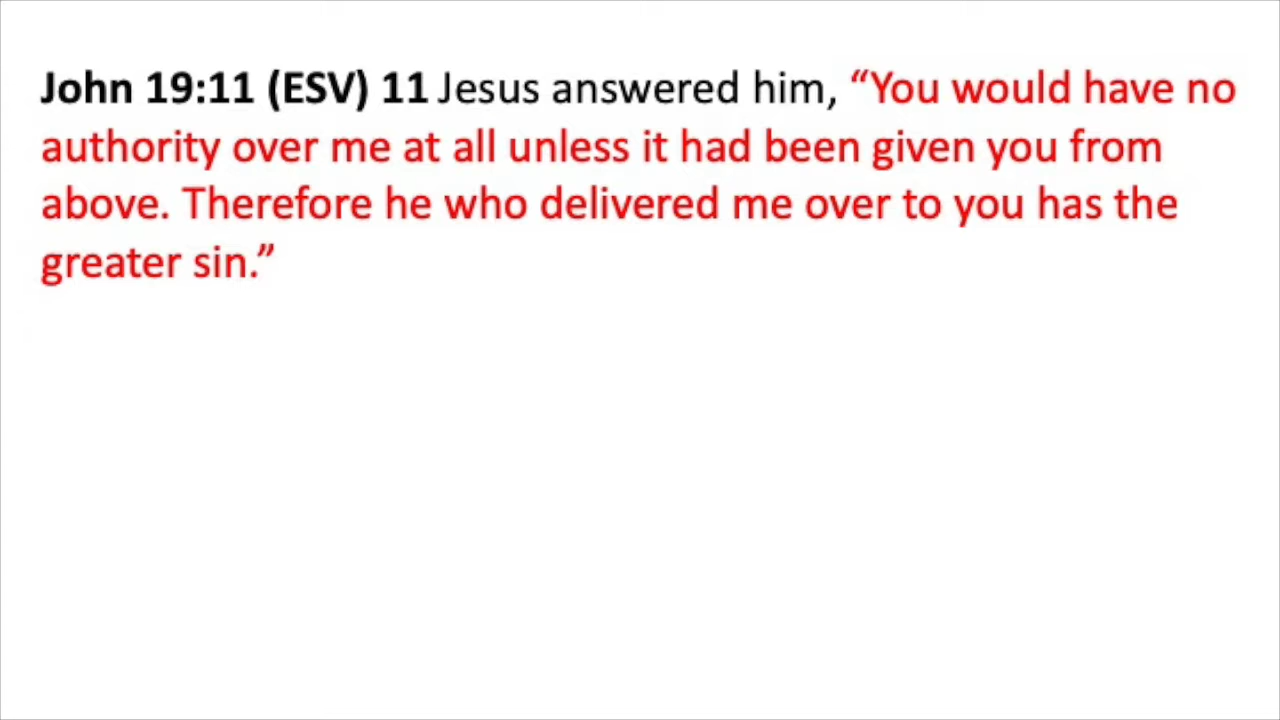 John 19:11 (ESV) 11 Jesus answered him, “You would have no
authority over me at all unless it had been given you from
above. Therefore he who delivered me over to you has the
greater sin.”